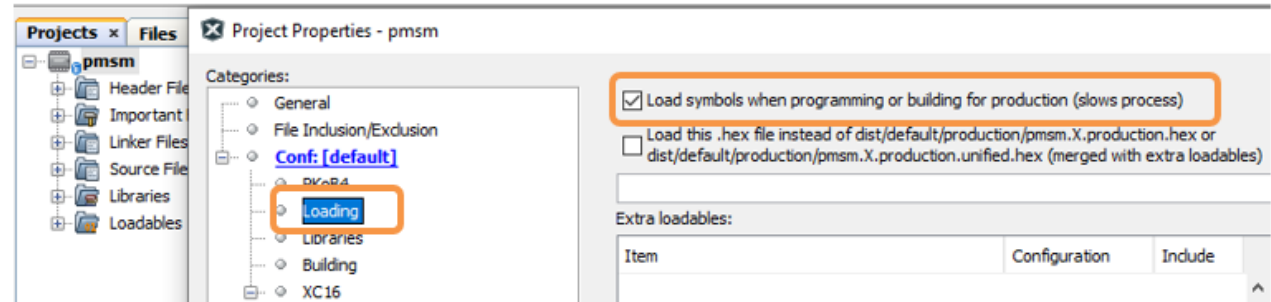 Projects × Files
pmsm
Header File
Important
Linker Files
Source File
Libraries
Loadables
Project Properties - pmsm
Categories:
General
File Inclusion/Exclusion
Conf: [default]
PKoB4
Loading
Libraries
Building
XC16
Load symbols when programming or building for production (slows process)
Load this .hex file instead of dist/default/production/pmsm.X.production.hex or
dist/default/production/pmsm.X.production.unified.hex (merged with extra loadables)
Extra loadables:
Item Configuration Include